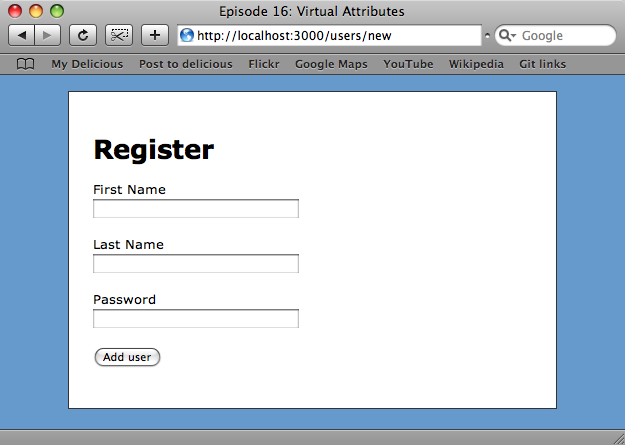 Episode 16: Virtual Attributes
http://localhost:3000/users/new
Google
My Delicious Post to delicious Flickr Google Maps YouTube Wikipedia Git links
Register
First Name
Last Name
Password
Add user